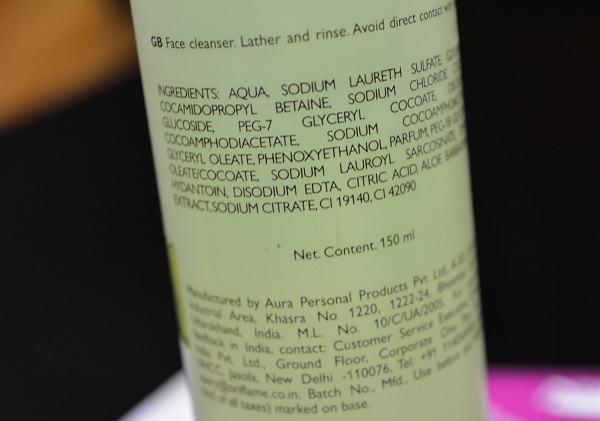 GB Face cleanser. Lather and rinse. Avoid direct contact
INGREDIENTS: AQUA, SODIUM LAURETH SULFATE
COCAMIDOPROPYL BETAINE, SODIUM CHLORIDE
GLUCOSIDE, PEG-7 GLYCERYL COCOATE
COCOAMPHODIACETATE, SODIUM
GLYCERYL OLEATE, PHENOXYETHANOL, PARFUM,
OLEATE/COCOATE, SODIUM LAUROYL SARCOSINATE,
HYDANTOIN, DISODIUM EDTA, CITRIC ACID, ALOE
EXTRACT, SODIUM CITRATE, CI 19140, CI 42090
Net. Content. 150 ml
Manufactured by Aura Personal Products Pvt. Ltd.,
Industrial Area, Khasra No 1220, 1222-24,
Uttarakhand, India. M.L. No. 10/C/UA/2005.
feedback in India, contact: Customer Service Executive,
India Pvt. Ltd., Ground Floor, Corporate One,
Jasola, New Delhi -110076, Tel: +91
Batch No., Mfd., Use before
of all taxes) marked on base.